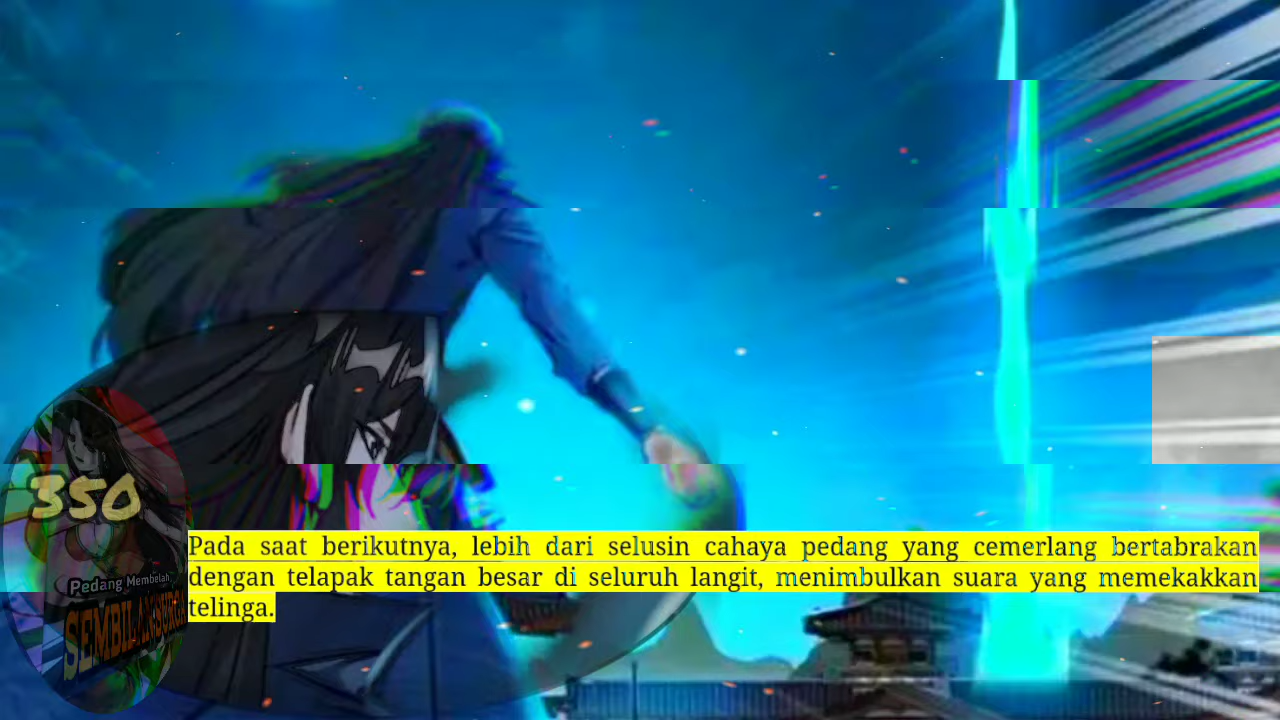 350
Pedang Membelah
SEMBILAN SURGA
Pada saat berikutnya, lebih dari selusin cahaya pedang yang cemerlang bertabrakan
dengan telapak tangan besar di seluruh langit, menimbulkan suara yang memekakkan
telinga.